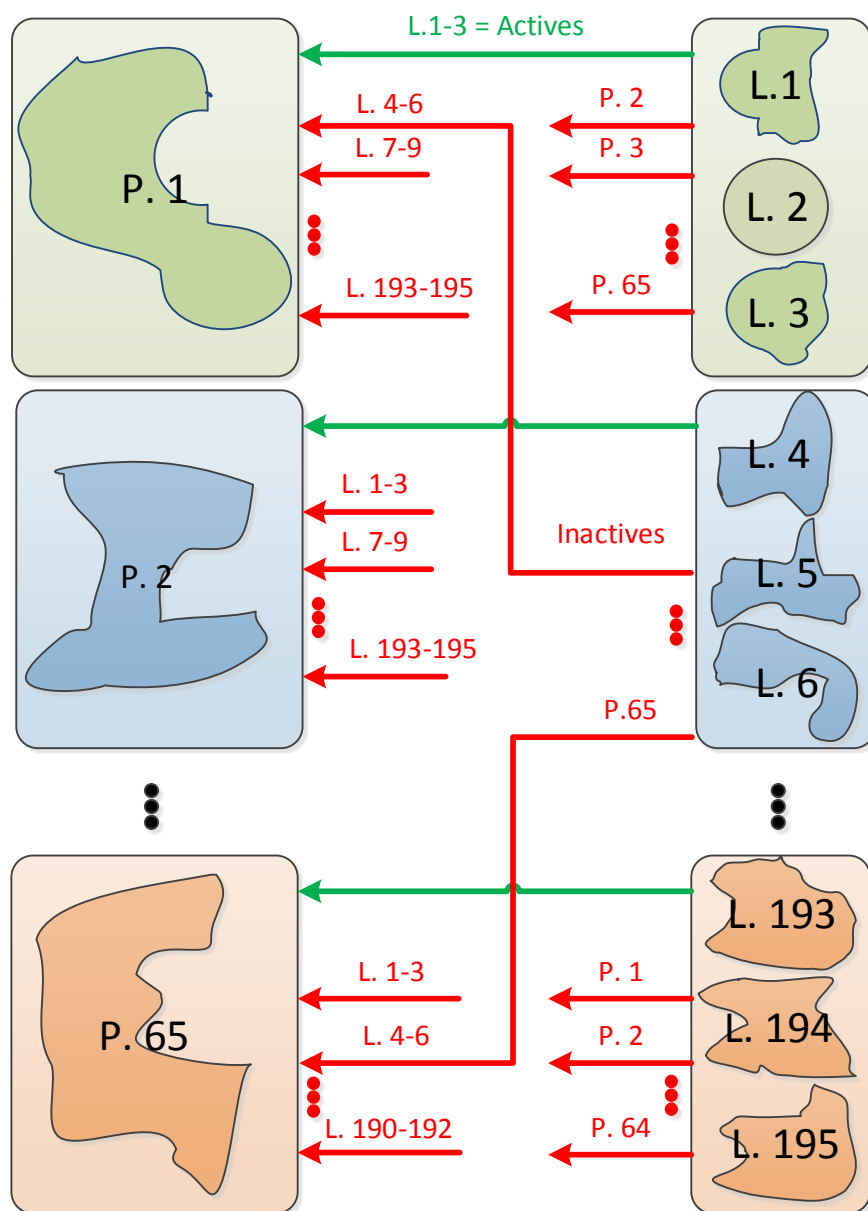 L.1-3 = Actives
P. 1
L. 4-6
L. 7-9
L. 193-195
P. 2
P. 3
P. 65
L.1
L. 2
L. 3
P. 2
L. 1-3
L. 7-9
L. 193-195
Inactives
P.65
L. 4
L. 5
L. 6
P. 65
L. 1-3
L. 4-6
L. 190-192
P. 1
P. 2
P. 64
L. 193
L. 194
L. 195